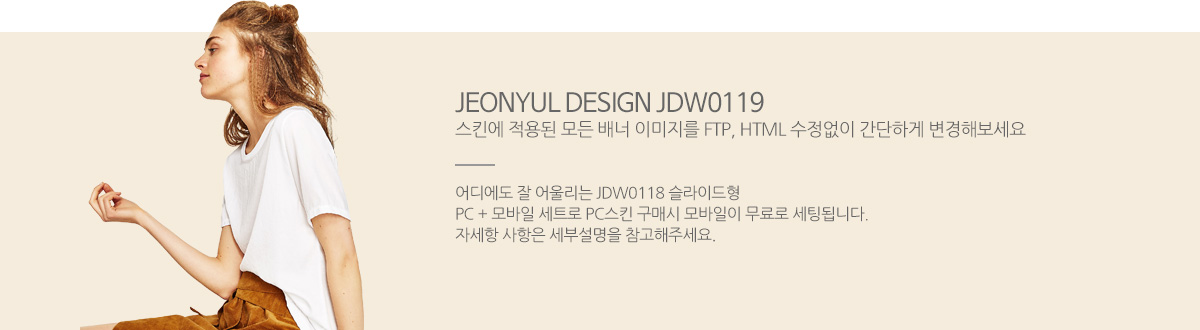 JEONYUL DESIGN JDW0119
스킨에 적용된 모든 배너 이미지를 FTP, HTML 수정없이 간단하게 변경해보세요
어디에도 잘 어울리는 JDW0118 슬라이드형
PC + 모바일 세트로 PC스킨 구매시 모바일이 무료로 세팅됩니다.
자세항 사항은 세부설명을 참고해주세요.